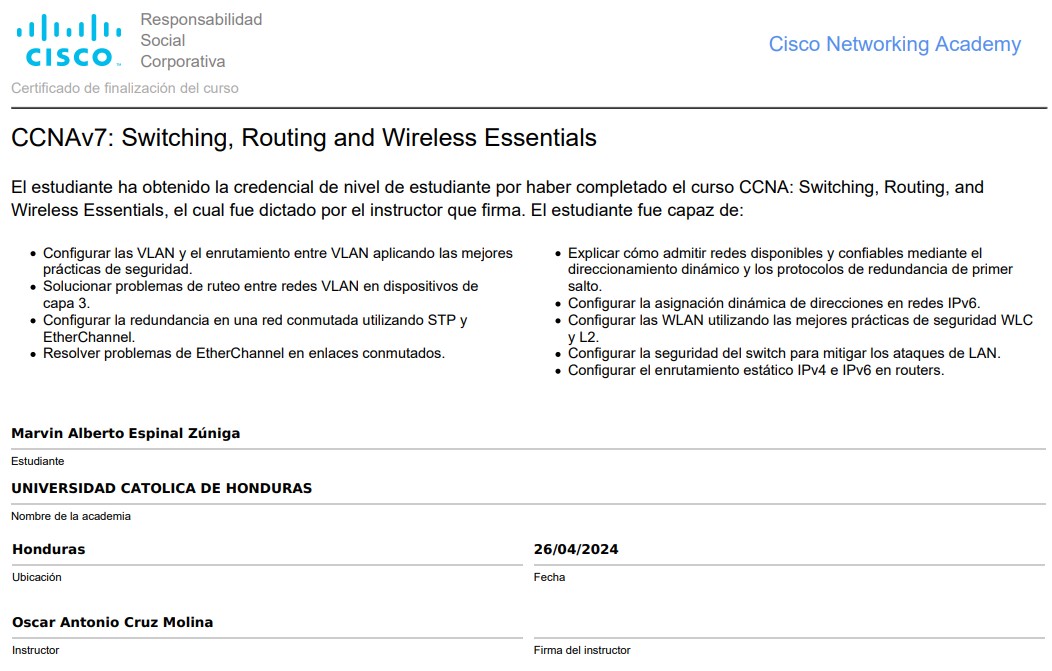 CISCO
Responsabilidad
Social
Corporativa
Cisco Networking Academy
Certificado de finalización del curso
CCNAv7: Switching, Routing and Wireless Essentials
El estudiante ha obtenido la credencial de nivel de estudiante por haber completado el curso CCNA: Switching, Routing, and
Wireless Essentials, el cual fue dictado por el instructor que firma. El estudiante fue capaz de:
• Configurar las VLAN y el enrutamiento entre VLAN aplicando las mejores
prácticas de seguridad.
• Solucionar problemas de ruteo entre redes VLAN en dispositivos de
capa 3.
• Configurar la redundancia en una red conmutada utilizando STP y
EtherChannel.
• Resolver problemas de EtherChannel en enlaces conmutados.
• Explicar cómo admitir redes disponibles y confiables mediante el
direccionamiento dinámico y los protocolos de redundancia de primer
salto.
• Configurar la asignación dinámica de direcciones en redes IPv6.
• Configurar las WLAN utilizando las mejores prácticas de seguridad WLC
y L2.
• Configurar la seguridad del switch para mitigar los ataques de LAN.
• Configurar el enrutamiento estático IPv4 e IPv6 en routers.
Marvin Alberto Espinal Zúniga
Estudiante
UNIVERSIDAD CATOLICA DE HONDURAS
Nombre de la academia
Honduras
Ubicación
26/04/2024
Fecha
Oscar Antonio Cruz Molina
Instructor
Firma del instructor